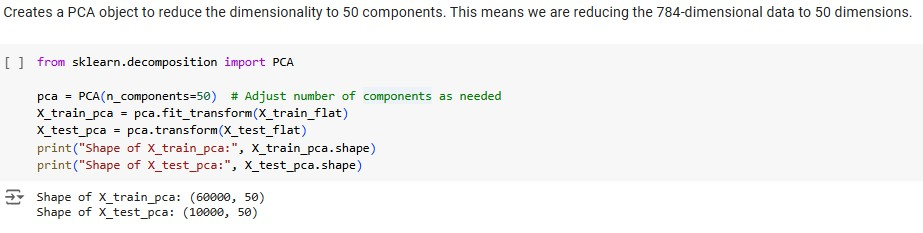 Creates a PCA object to reduce the dimensionality to 50 components. This means we are reducing the 784-dimensional data to 50 dimensions.
[ ] from sklearn.decomposition import PCA
pca = PCA(n_components=50)  # Adjust number of components as needed
X_train_pca = pca.fit_transform(X_train_flat)
X_test_pca = pca.transform(X_test_flat)
print("Shape of X_train_pca:", X_train_pca.shape)
print("Shape of X_test_pca:", X_test_pca.shape)
Shape of X_train_pca: (60000, 50)
Shape of X_test_pca: (10000, 50)